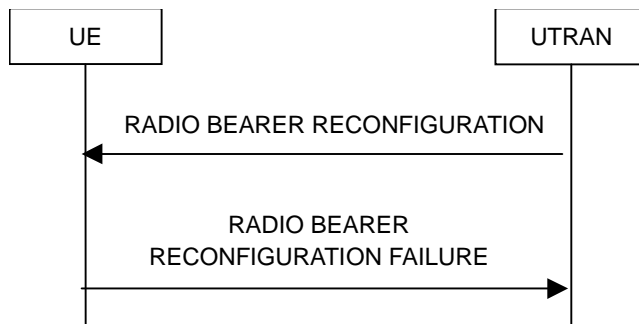 UE
UTRAN
RADIO BEARER RECONFIGURATION
RADIO BEARER
RECONFIGURATION FAILURE